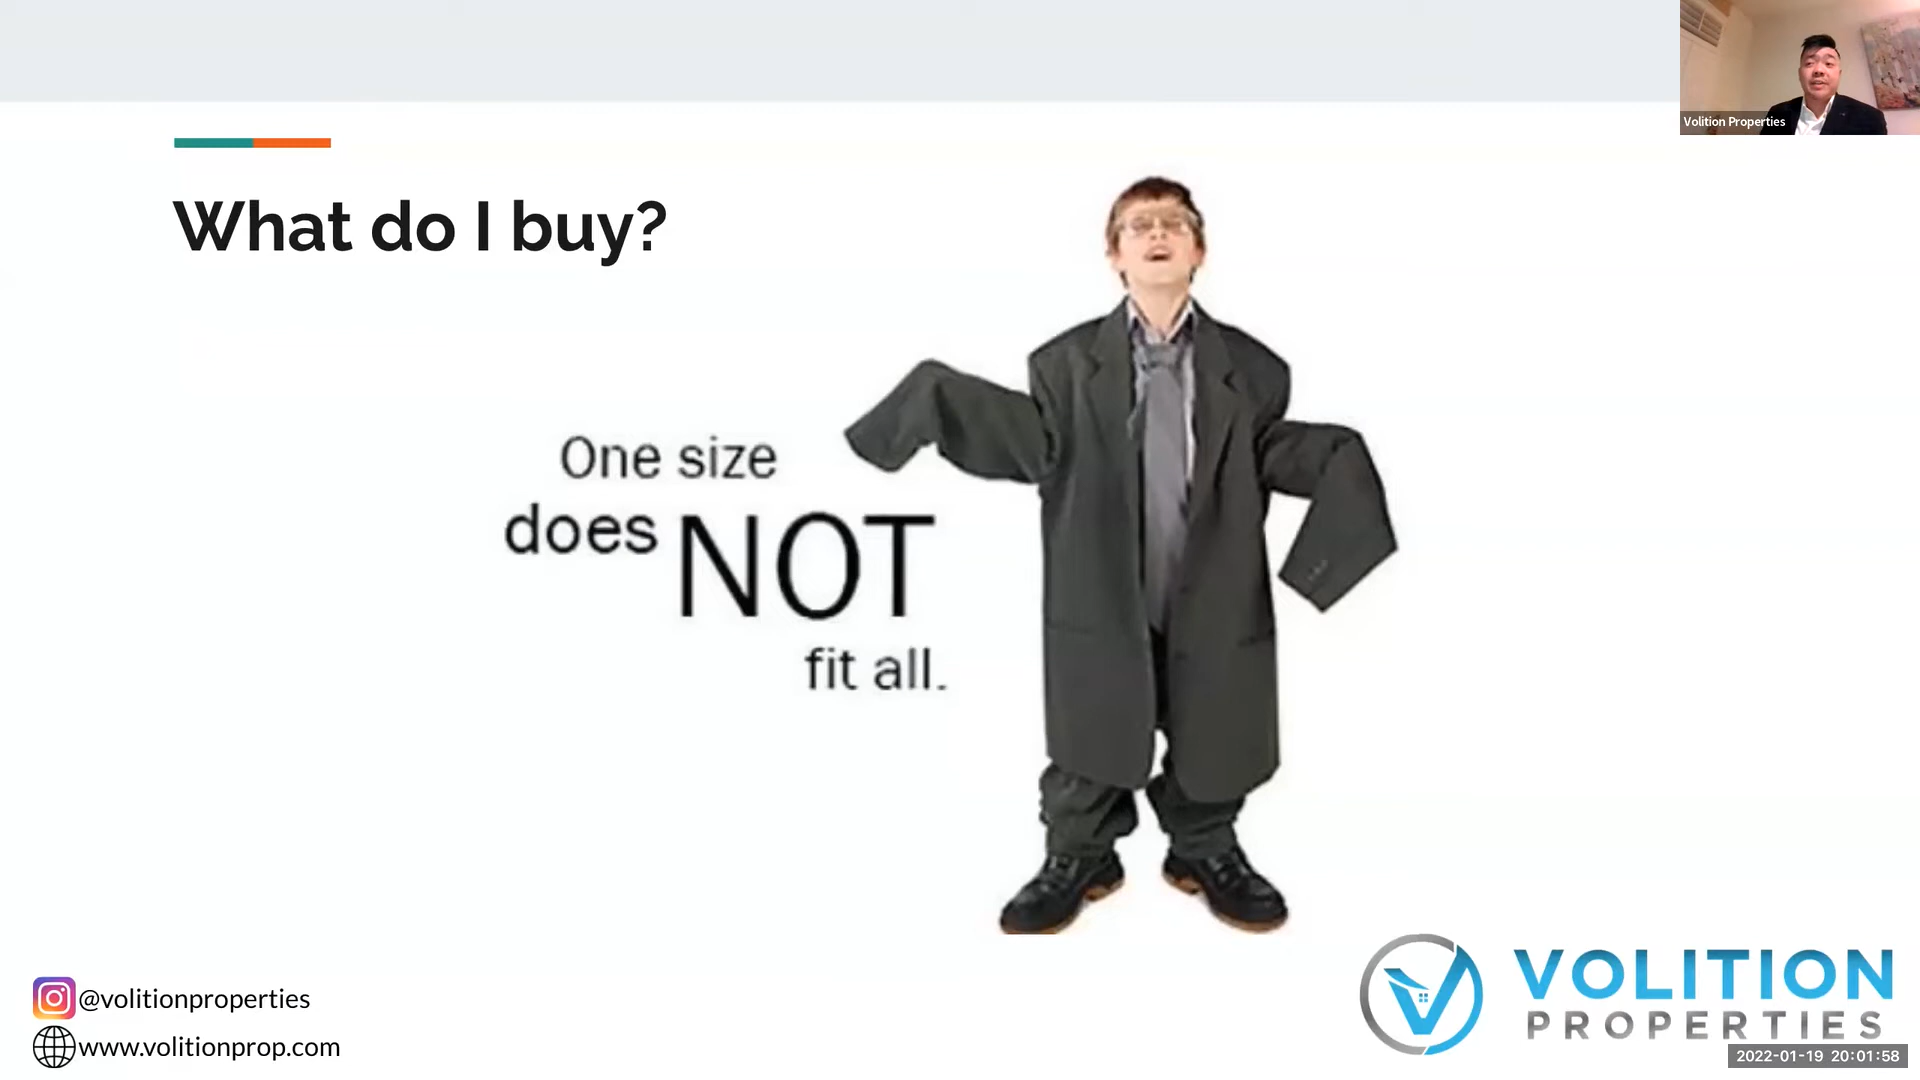 Volition Properties
What do I buy?
One size
does NOT
fit all.
@volitionproperties
www.volitionprop.com
VOLITION
PROPERTIES
2022-01-19 20:01:58